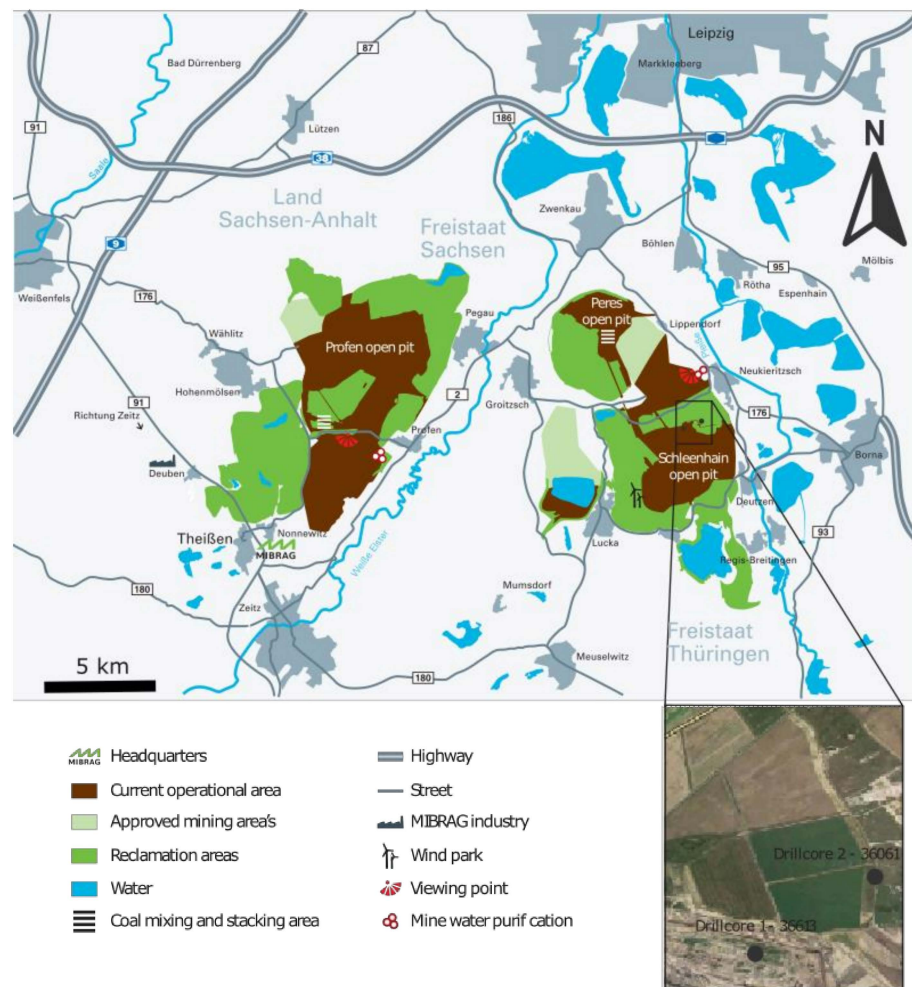 Leipzig
87
Bad Dürrenberg
Markkleeberg
91
186
Lützen
38
N
Saale
Land
Sachsen-Anhalt
Freistaat
Sachsen
Zwenkau
9
Böhlen
95
Mölbis
Rötha
Espenhain
Weißenfels
176
Pegau
Peres
open pit
Lippendorf
Wählitz
Profen open pit
Pleiße
Neukieritzsch
Hohenmölsen
2
Groitzsch
176
91
Richtung Zeitz
Profen
Borna
Schleenhain
open pit
Deuben
Deutzen
Nonnewitz
93
Theißen
MIBRAG
Lucka
Regis-Breitingen
Weiße Elster
180
Mumsdorf
Zeitz
Freistaat
Thüringen
Meuselwitz
5 km
180
MIBRAG
Headquarters
Current operational area
Approved mining area's
Reclamation areas
Water
Coal mixing and stacking area
Highway
Street
MIBRAG industry
Wind park
Viewing point
Mine water purif cation
Drillcore 2 - 36061
Drillcore 1 - 36613